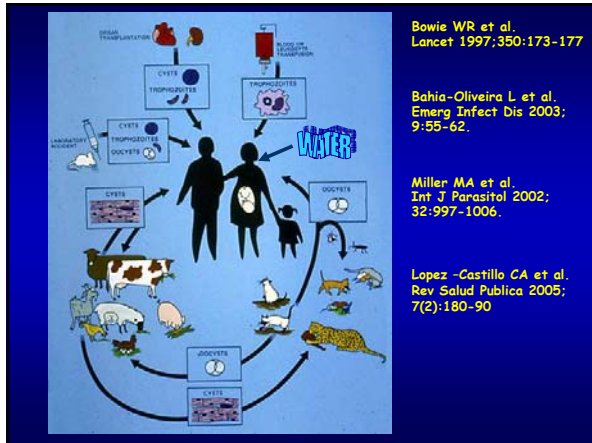 ORGAN
TRANSPLANTATION
BLOOD OR
LEUKOCYTE
TRANSFUSION
CYSTS
TROPHOZOITES
TROPHOZOITES
LABORATORY
ACCIDENT
CYSTS
TROPHOZOITES
OOCYSTS
WATER
CYSTS
OOCYSTS
OOCYSTS
CYSTS
Bowie WR et al.
Lancet 1997;350:173-177
Bahia-Oliveira L et al.
Emerg Infect Dis 2003;
9:55-62.
Miller MA et al.
Int J Parasitol 2002;
32:997-1006.
Lopez -Castillo CA et al.
Rev Salud Publica 2005;
7(2):180-90